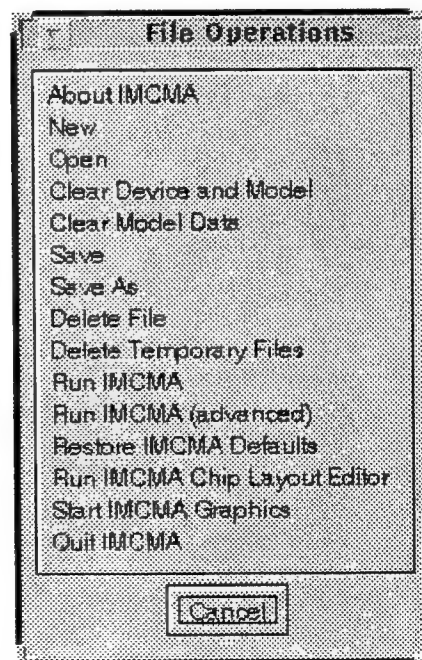 File Operations
About IMCMA
New
Open
Clear Device and Model
Clear Model Data
Save
Save As
Delete File
Delete Temporary Files
Run IMCMA
Run IMCMA (advanced)
Restore IMCMA Defaults
Run IMCMA Chip Layout Editor
Start IMCMA Graphics
Quit IMCMA
Cancel